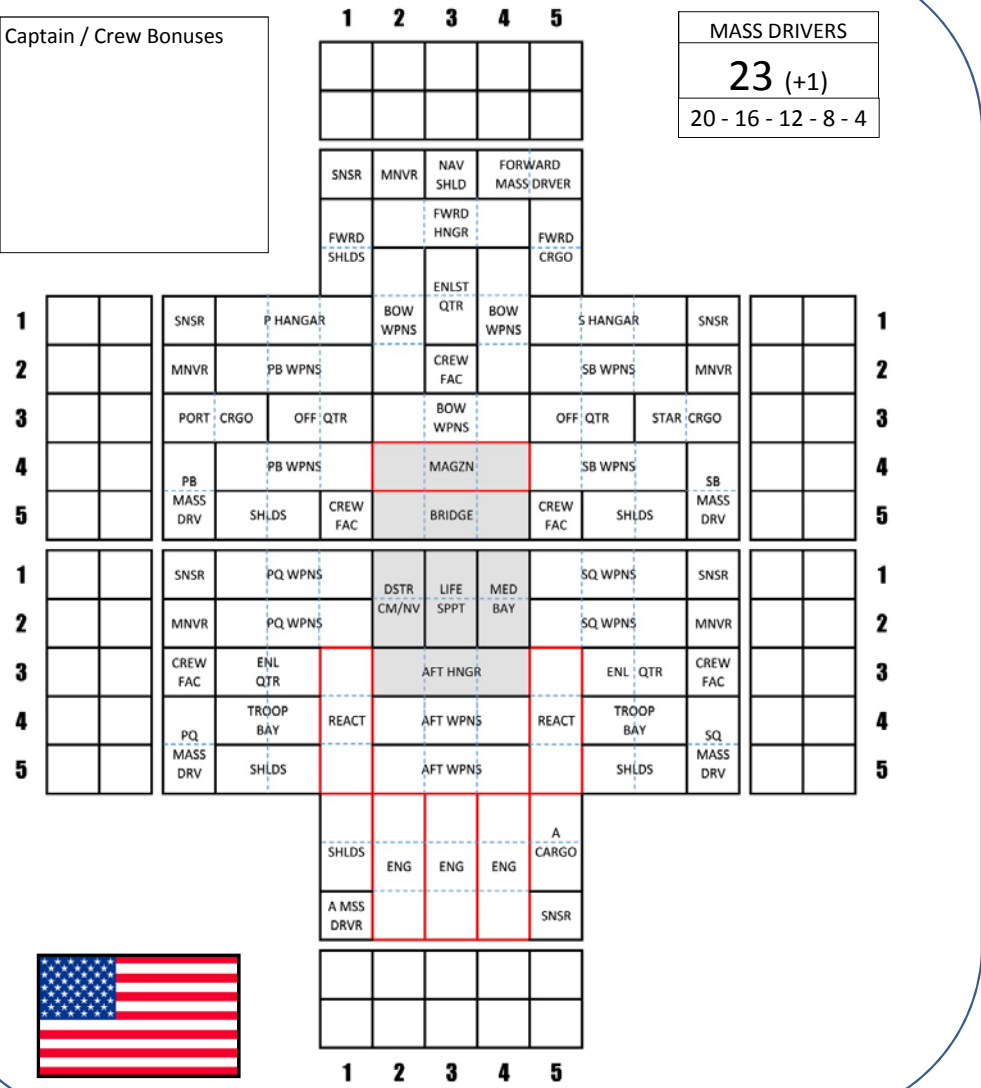 1 2 3 4 5
Captain / Crew Bonuses
MASS DRIVERS
23 (+1)
20 - 16 - 12 - 8 - 4
SNSR
MNVR
NAV
SHLD
FORWARD
MASS DRVER
FWRD
SHLDS
FWRD
HNGR
FWRD
CRGO
ENLST
QTR
BOW
WPNS
BOW
WPNS
1
SNSR
P HANGAR
S HANGAR
SNSR
1
2
MNVR
PB WPNS
CREW
FAC
SB WPNS
MNVR
2
3
PORT CRGO
OFF QTR
BOW
WPNS
OFF QTR
STAR CRGO
3
4
PB
MASS
DRV
PB WPNS
MAGZN
SB WPNS
SB
MASS
DRV
4
5
SHLDS
CREW
FAC
BRIDGE
CREW
FAC
SHLDS
5
1
SNSR
PQ WPNS
DSTR
CM/NV
LIFE
SPPT
MED
BAY
SQ WPNS
SNSR
1
2
MNVR
PQ WPNS
SQ WPNS
MNVR
2
3
CREW
FAC
ENL
QTR
AFT HNGR
ENL QTR
CREW
FAC
3
4
PQ
MASS
DRV
TROOP
BAY
REACT
AFT WPNS
REACT
TROOP
BAY
SQ
MASS
DRV
4
5
SHLDS
AFT WPNS
SHLDS
5
SHLDS
ENG
ENG
ENG
A
CARGO
A MSS
DRVR
SNSR
1 2 3 4 5